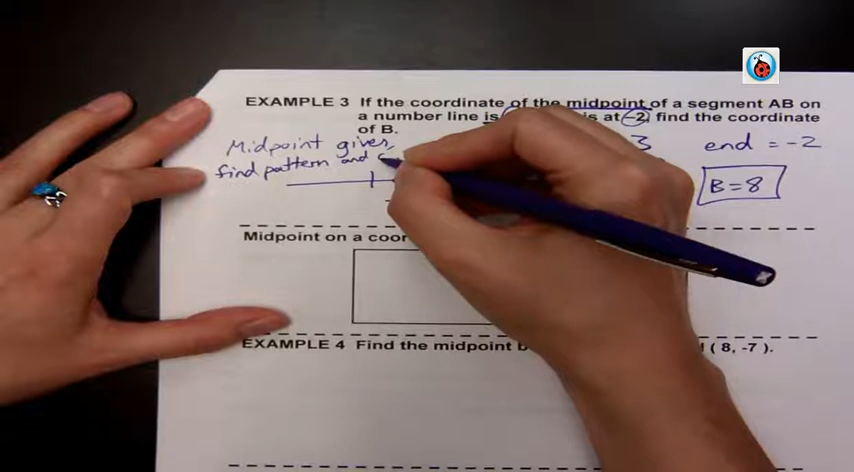 EXAMPLE 3 If the coordinate of the midpoint of a segment AB on
a number line is is at -2, find the coordinate
of B.
Midpoint given,
find pattern and
3
end = -2
B = 8
Midpoint on a coor
EXAMPLE 4 Find the midpoint ( 8, -7 ).